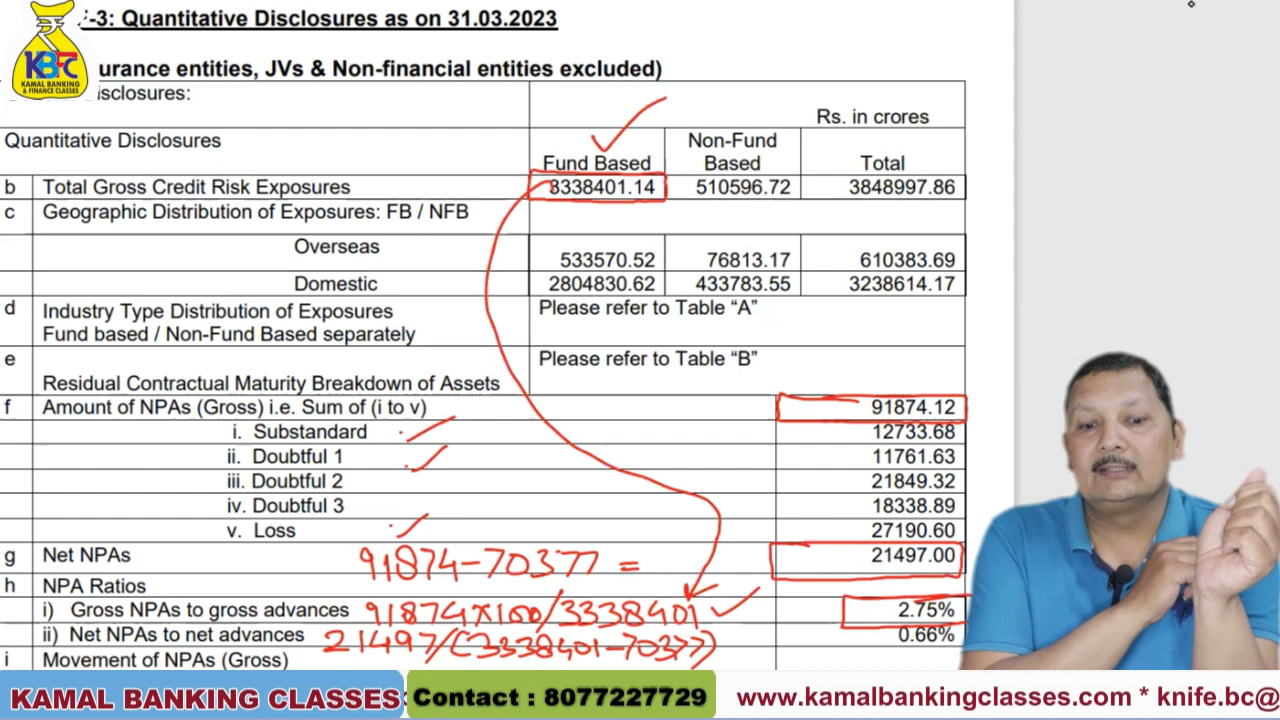 -3: Quantitative Disclosures as on 31.03.2023
KBFC
KAMAL BANKING
& FINANCE CLASSES
urance entities, JVs & Non-financial entities excluded)
isclosures:
Rs. in crores
Quantitative Disclosures Fund Based Non-Fund Based Total
b Total Gross Credit Risk Exposures 3338401.14 510596.72 3848997.86
c Geographic Distribution of Exposures: FB / NFB
Overseas 533570.52 76813.17 610383.69
Domestic 2804830.62 433783.55 3238614.17
d Industry Type Distribution of Exposures Please refer to Table “A”
Fund based / Non-Fund Based separately
e Please refer to Table “B”
Residual Contractual Maturity Breakdown of Assets
f Amount of NPAs (Gross) i.e. Sum of (i to v) 91874.12
i. Substandard 12733.68
ii. Doubtful 1 11761.63
iii. Doubtful 2 21849.32
iv. Doubtful 3 18338.89
v. Loss 27190.60
g Net NPAs 91874-70377 = 21497.00
h NPA Ratios
i) Gross NPAs to gross advances 91874x100/3338401 2.75%
ii) Net NPAs to net advances 21497/(3338401-70377) 0.66%
i Movement of NPAs (Gross)
KAMAL BANKING CLASSES Contact : 8077227729 www.kamalbankingclasses.com * knife.bc@